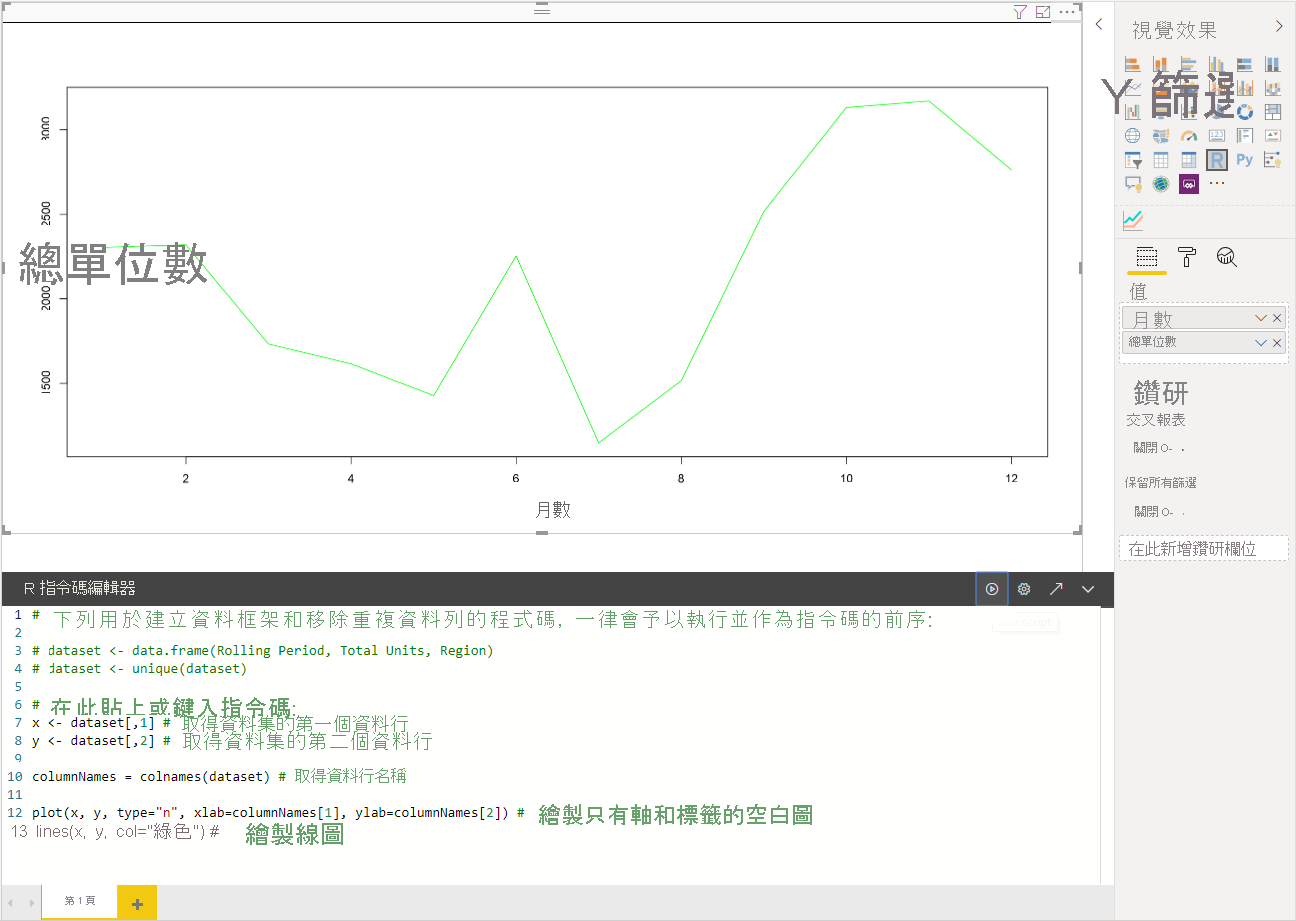 視覺效果
Y 篩選
3000
2500
總單位數
2000
1500
2 4 6 8 10 12
月數
123
R Py
值
月數
總單位數
鑽研
交叉報表
關閉 O- .
保留所有篩選
關閉 O- .
在此新增鑽研欄位
R 指令碼編輯器
1 # 下列用於建立資料框架和移除重複資料列的程式碼, 一律會予以執行並作為指令碼的前序:
2
3 # dataset <- data.frame(Rolling Period, Total Units, Region)
4 # dataset <- unique(dataset)
5
6 # 在此貼上或鍵入指令碼:
7 x <- dataset[,1] # 取得資料集的第一個資料行
8 y <- dataset[,2] # 取得資料集的第二個資料行
9
10 columnNames = colnames(dataset) # 取得資料行名稱
11
12 plot(x, y, type="n", xlab=columnNames[1], ylab=columnNames[2]) # 繪製只有軸和標籤的空白圖
13 lines(x, y, col="綠色") # 繪製線圖
第 1 頁